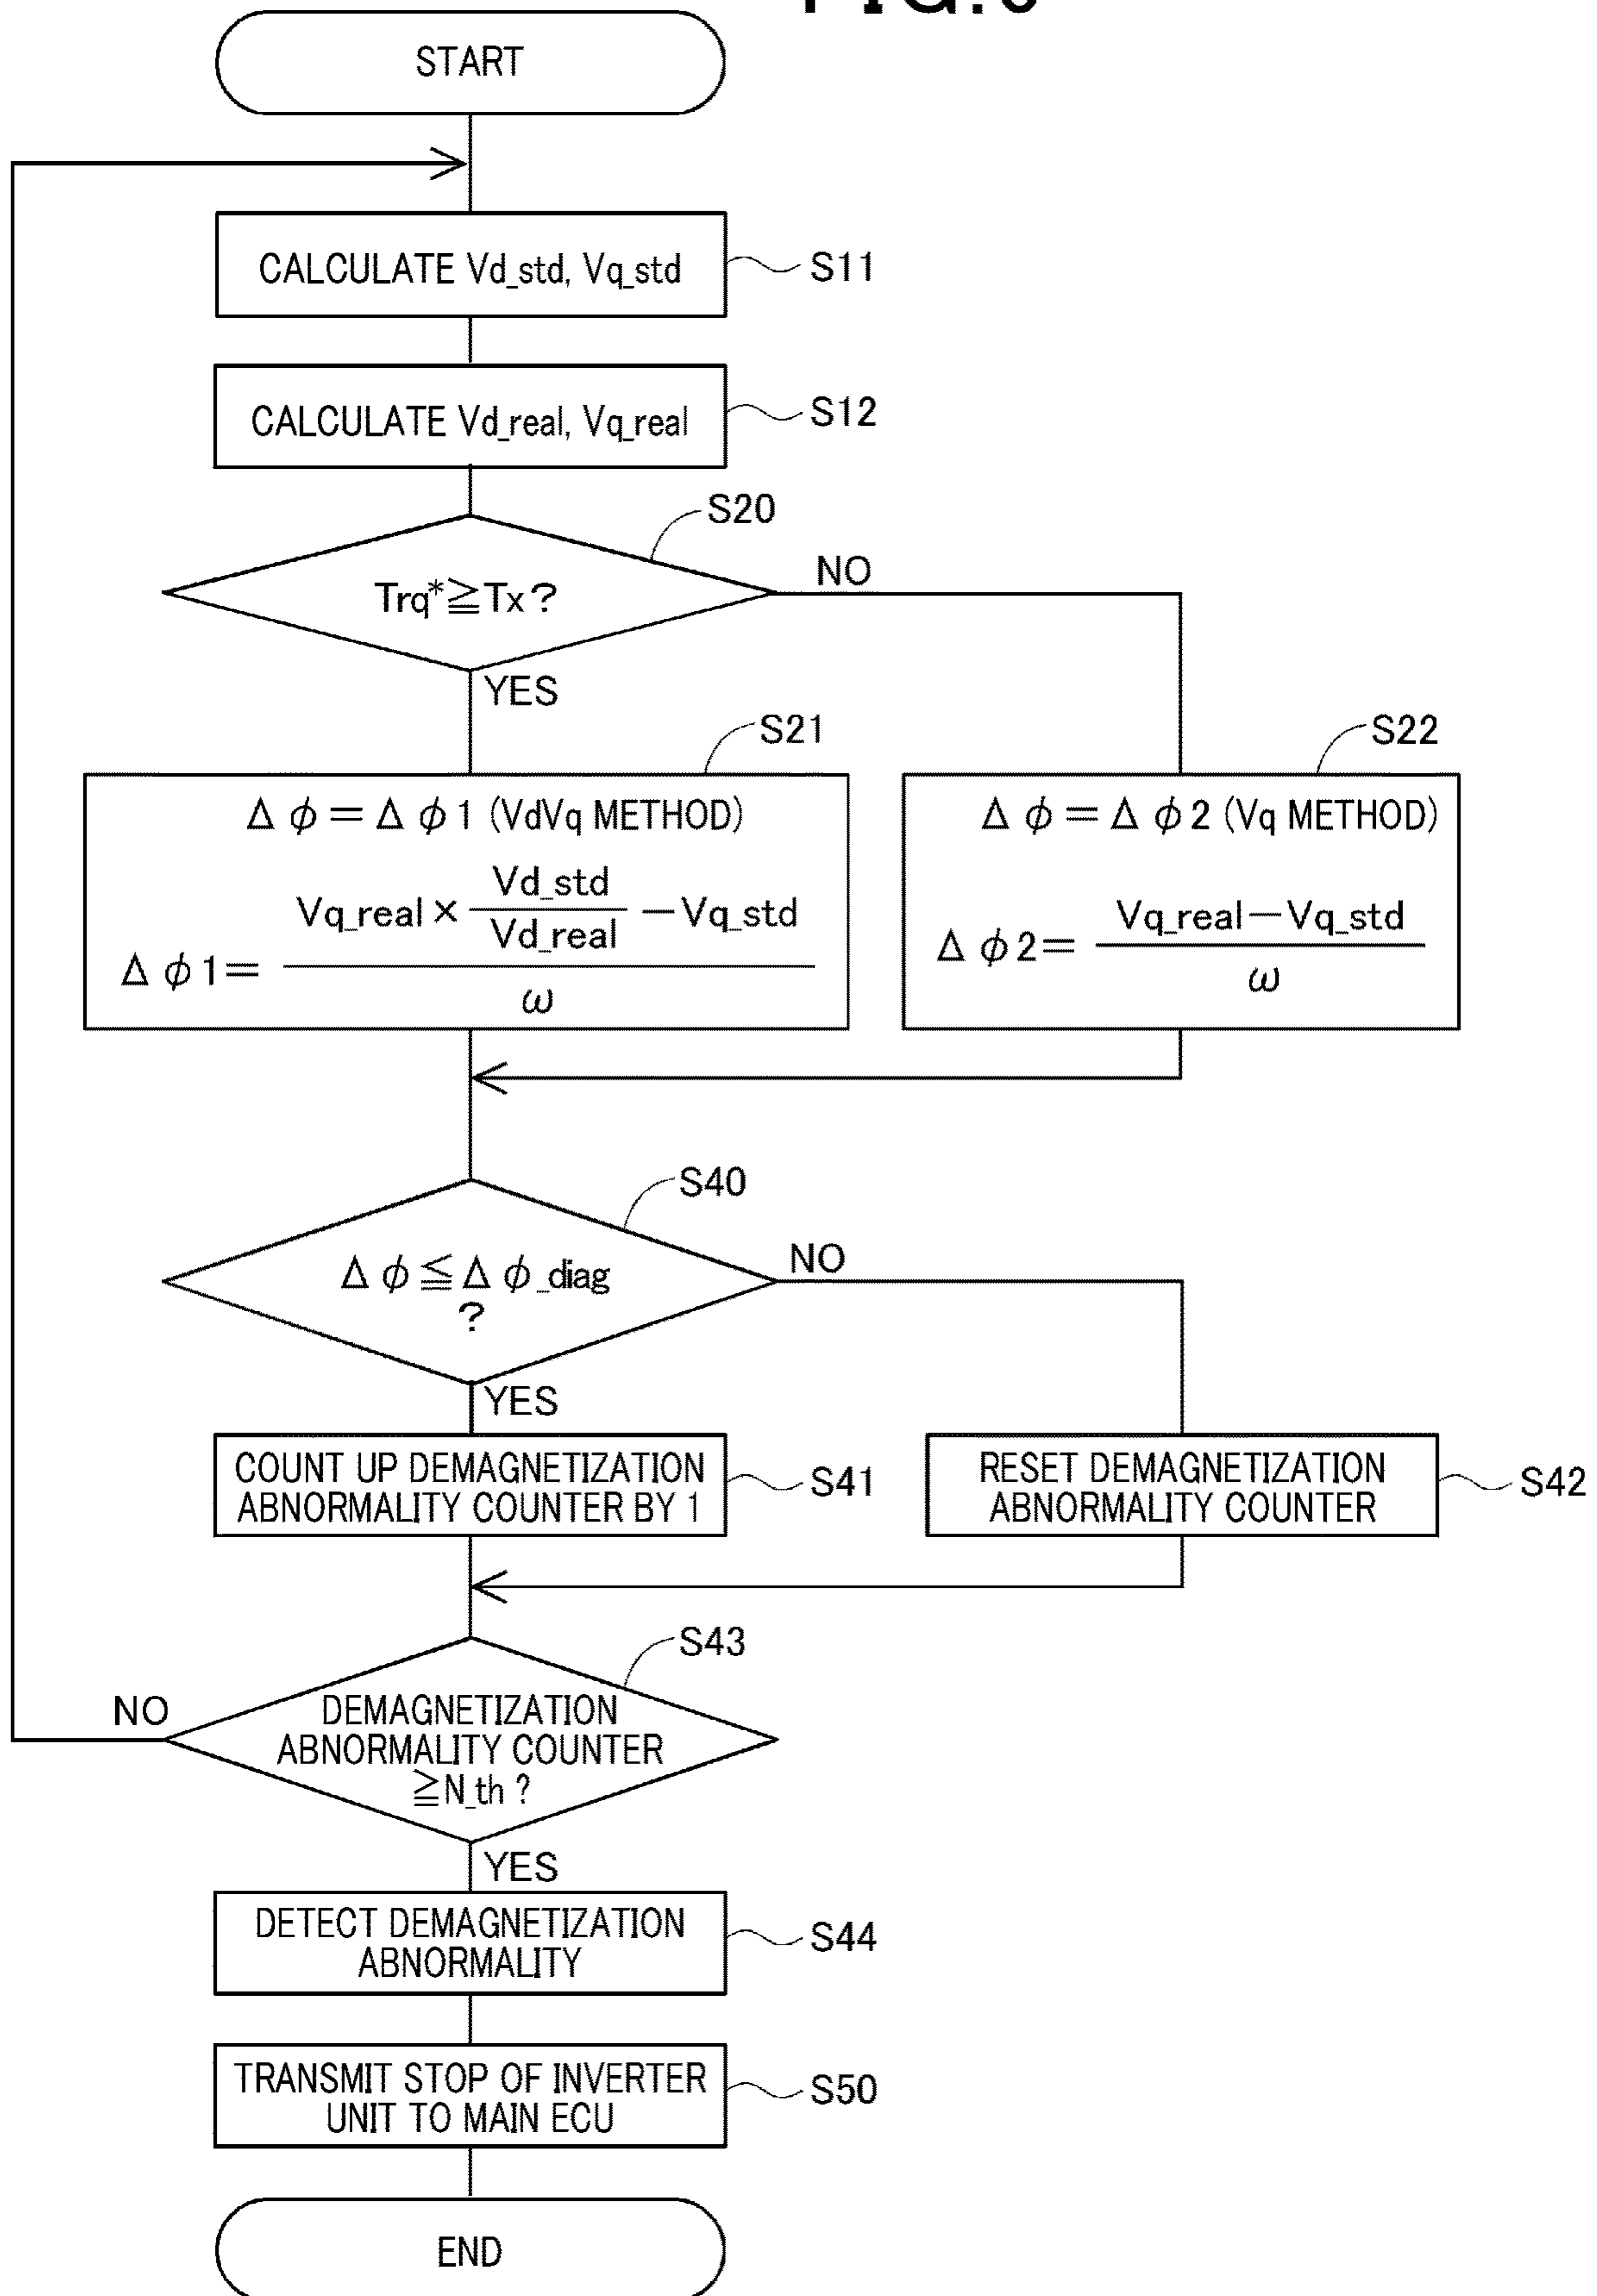 START
CALCULATE Vd_std, Vq_std
S11
CALCULATE Vd_real, Vq_real
S12
S20
Trq*≧Tx?
NO
YES
S21
Δφ=Δφ1 (VdVq METHOD)
Δφ1= (Vq_real×Vd_std/Vd_real−Vq_std)/ω
S22
Δφ=Δφ2 (Vq METHOD)
Δφ2= (Vq_real−Vq_std)/ω
S40
Δφ≦Δφ_diag
?
NO
YES
COUNT UP DEMAGNETIZATION
ABNORMALITY COUNTER BY 1
S41
RESET DEMAGNETIZATION
ABNORMALITY COUNTER
S42
S43
NO
DEMAGNETIZATION
ABNORMALITY COUNTER
≧N_th?
YES
DETECT DEMAGNETIZATION
ABNORMALITY
S44
TRANSMIT STOP OF INVERTER
UNIT TO MAIN ECU
S50
END